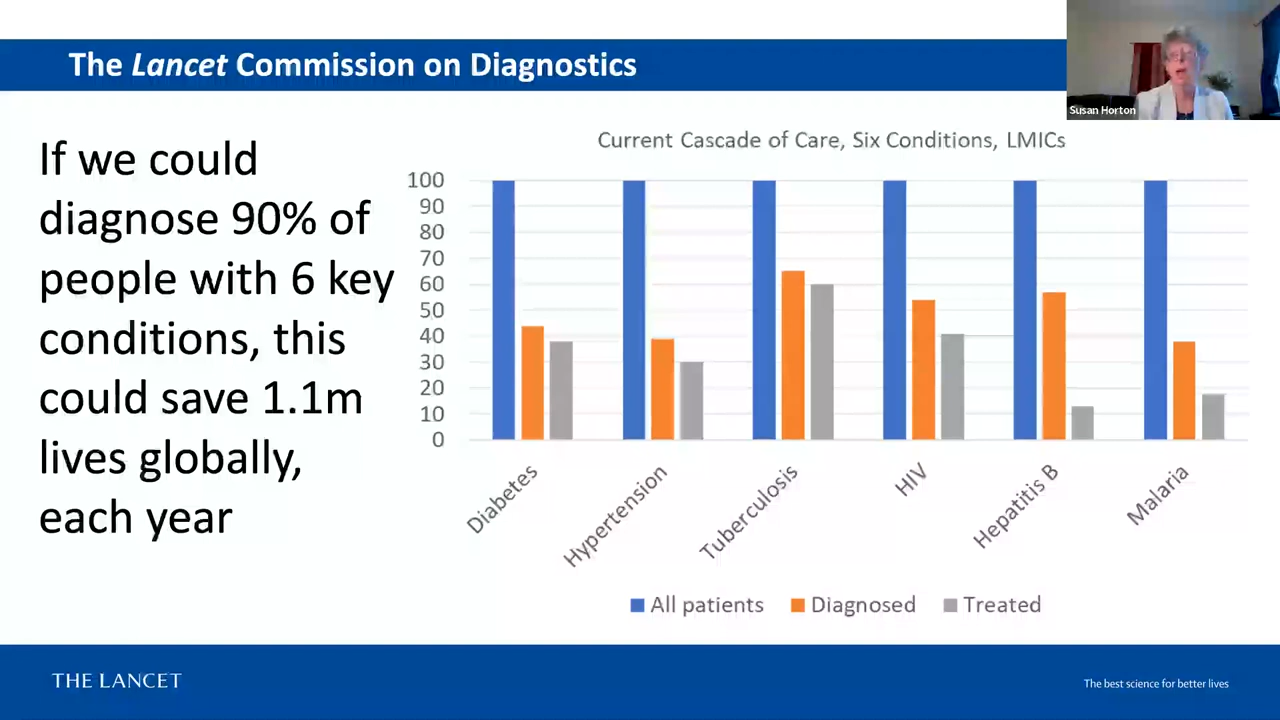 The Lancet Commission on Diagnostics
Susan Horton
If we could
diagnose 90% of
people with 6 key
conditions, this
could save 1.1m
lives globally,
each year
Current Cascade of Care, Six Conditions, LMICs
100
90
80
70
60
50
40
30
20
10
0
Diabetes
Hypertension
Tuberculosis
HIV
Hepatitis B
Malaria
All patients Diagnosed Treated
THE LANCET
The best science for better lives